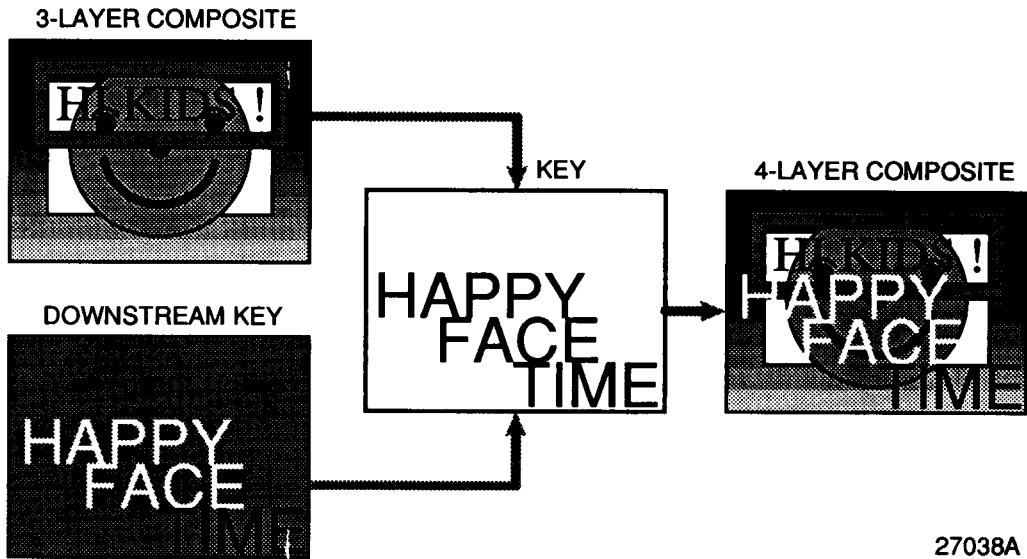 3-LAYER COMPOSITE
HI KIDS !
KEY
HAPPY
FACE
TIME
4-LAYER COMPOSITE
HI KIDS !
HAPPY
FACE
TIME
DOWNSTREAM KEY
HAPPY
FACE
TIME
27038A